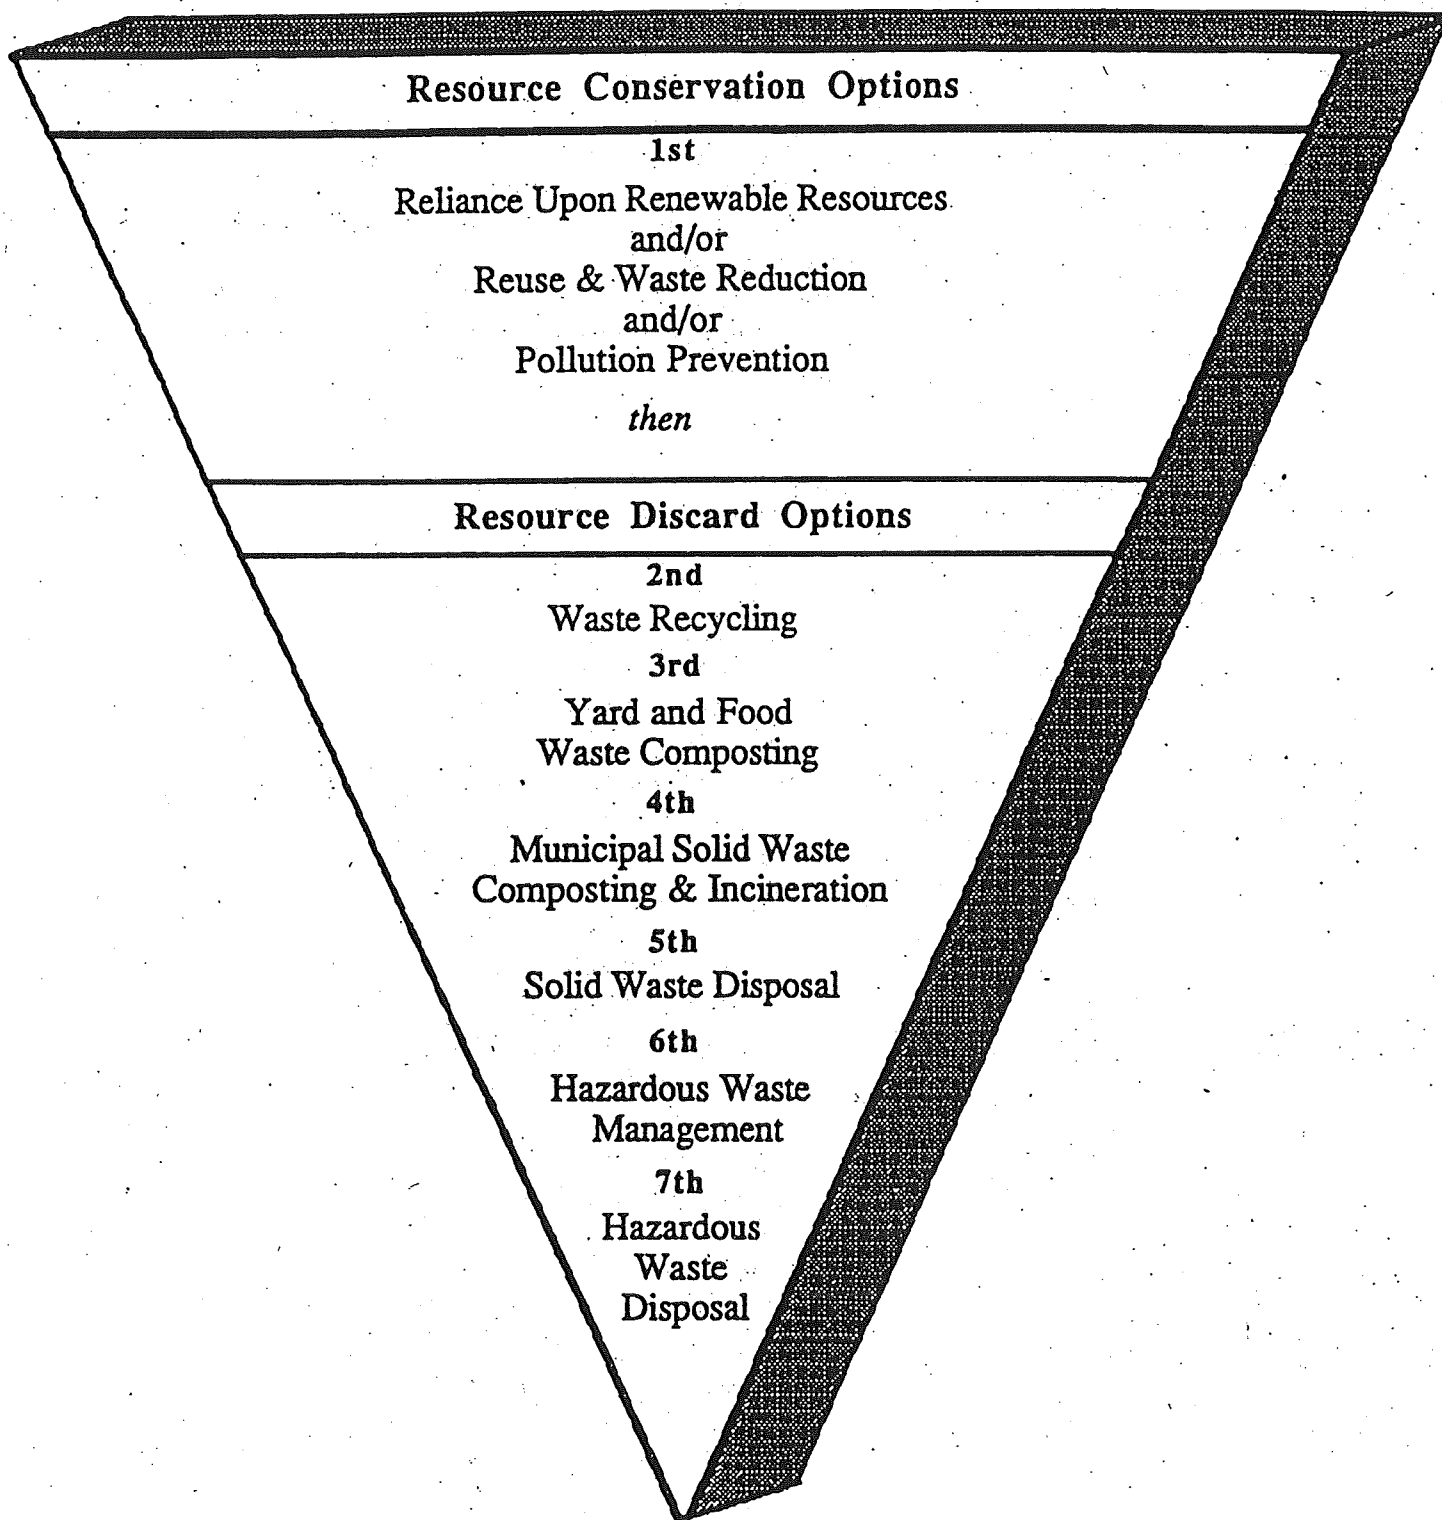 Resource Conservation Options
1st
Reliance Upon Renewable Resources
and/or
Reuse & Waste Reduction
and/or
Pollution Prevention
then
Resource Discard Options
2nd
Waste Recycling
3rd
Yard and Food
Waste Composting
4th
Municipal Solid Waste
Composting & Incineration
5th
Solid Waste Disposal
6th
Hazardous Waste
Management
7th
Hazardous
Waste
Disposal